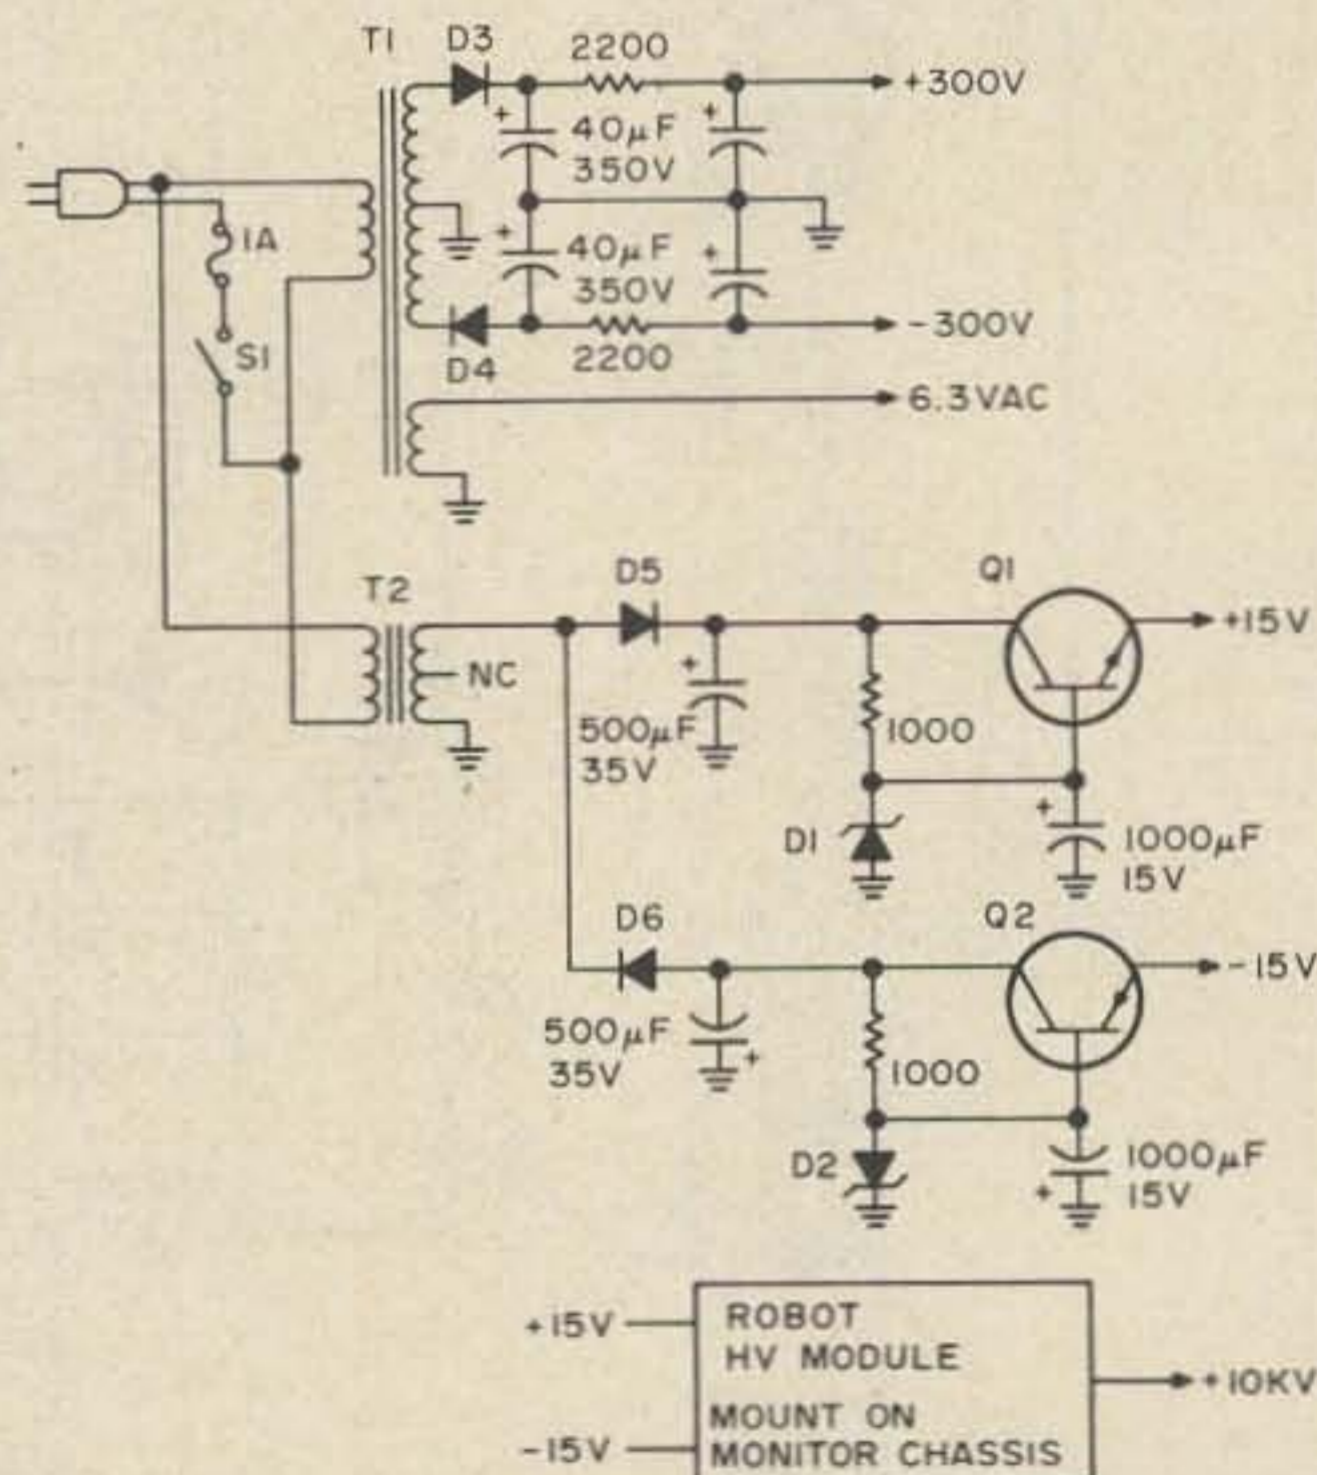 T1
D3
2200
+300V
+
40µF
350V
+
1A
+
40µF
350V
+
S1
D4
2200
-300V
6.3VAC
T2
D5
Q1
+15V
NC
+
500µF
35V
1000
D1
+
1000µF
15V
D6
Q2
-15V
500µF
35V
+
1000
D2
+
1000µF
15V
+15V
ROBOT
HV MODULE
+10KV
MOUNT ON
-15V
MONITOR CHASSIS